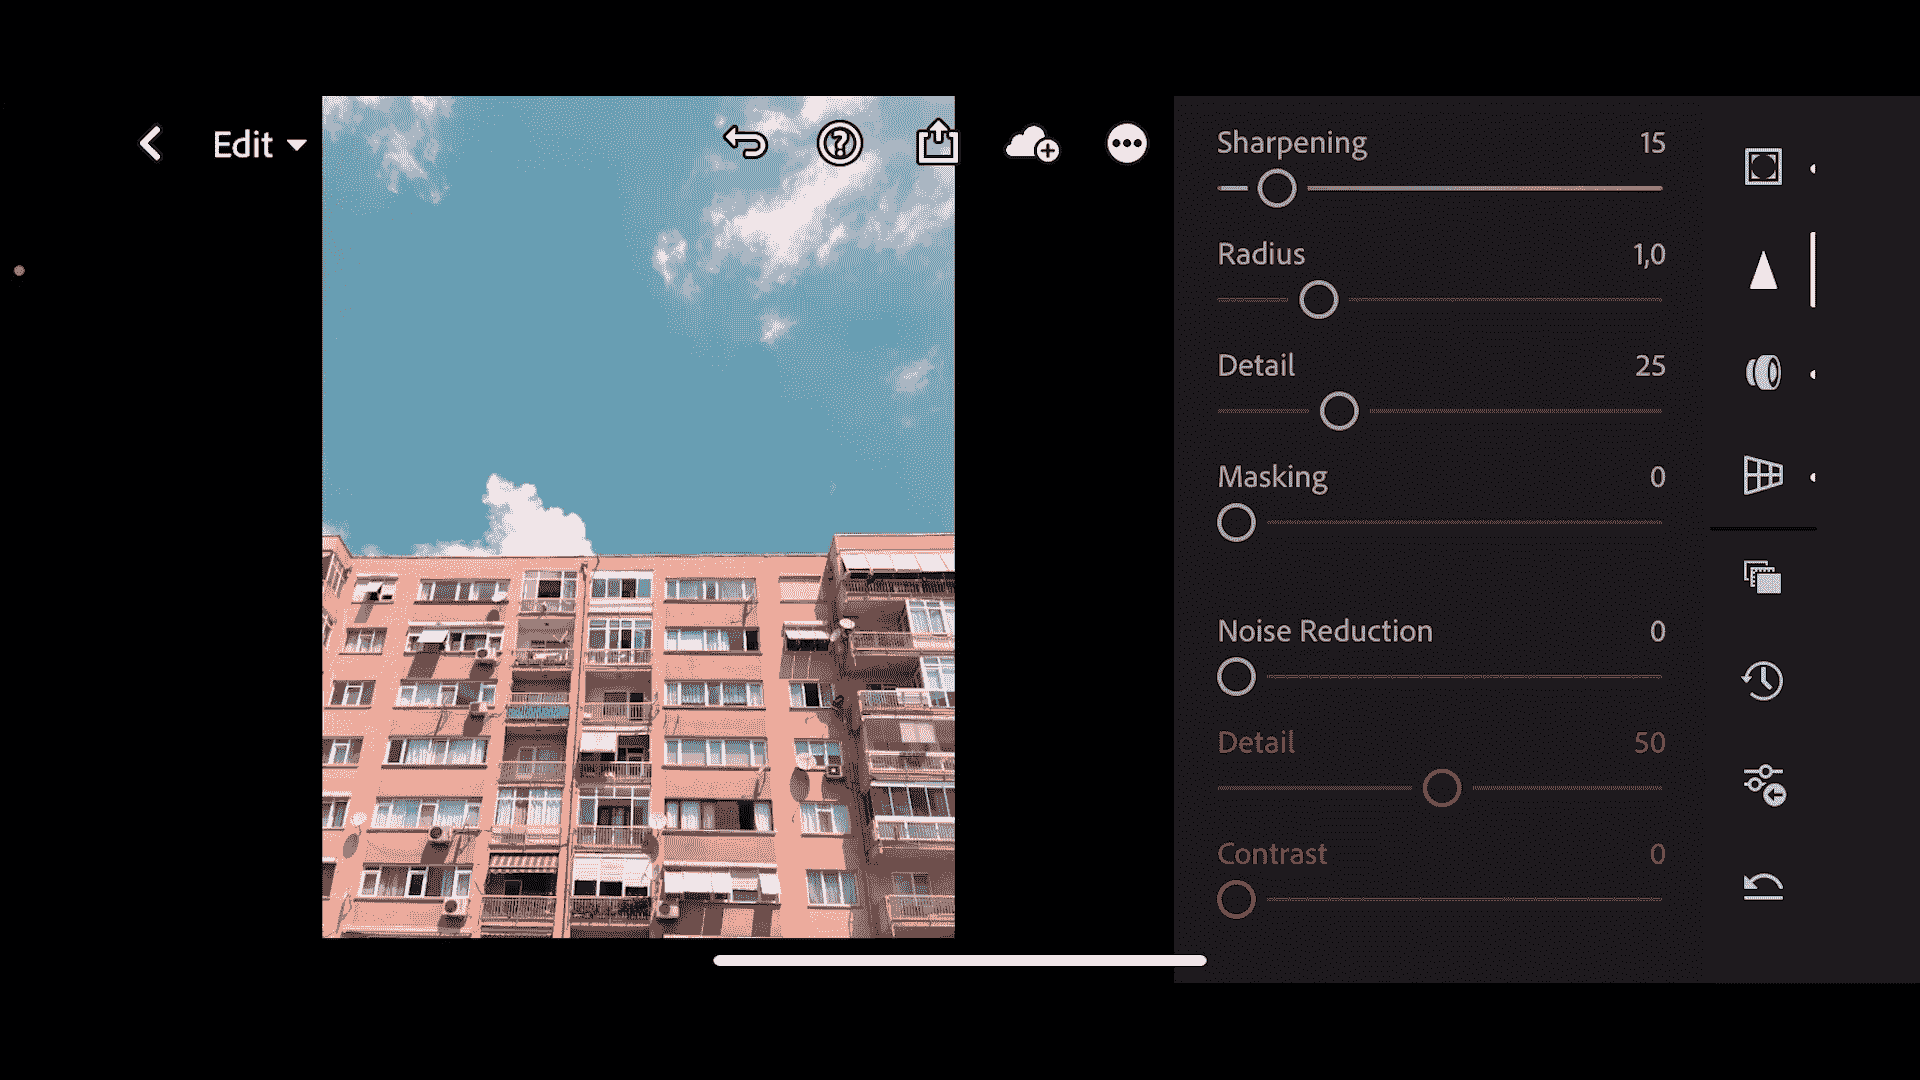 Edit
Sharpening 15
Radius 1,0
Detail 25
Masking 0
Noise Reduction 0
Detail 50
Contrast 0